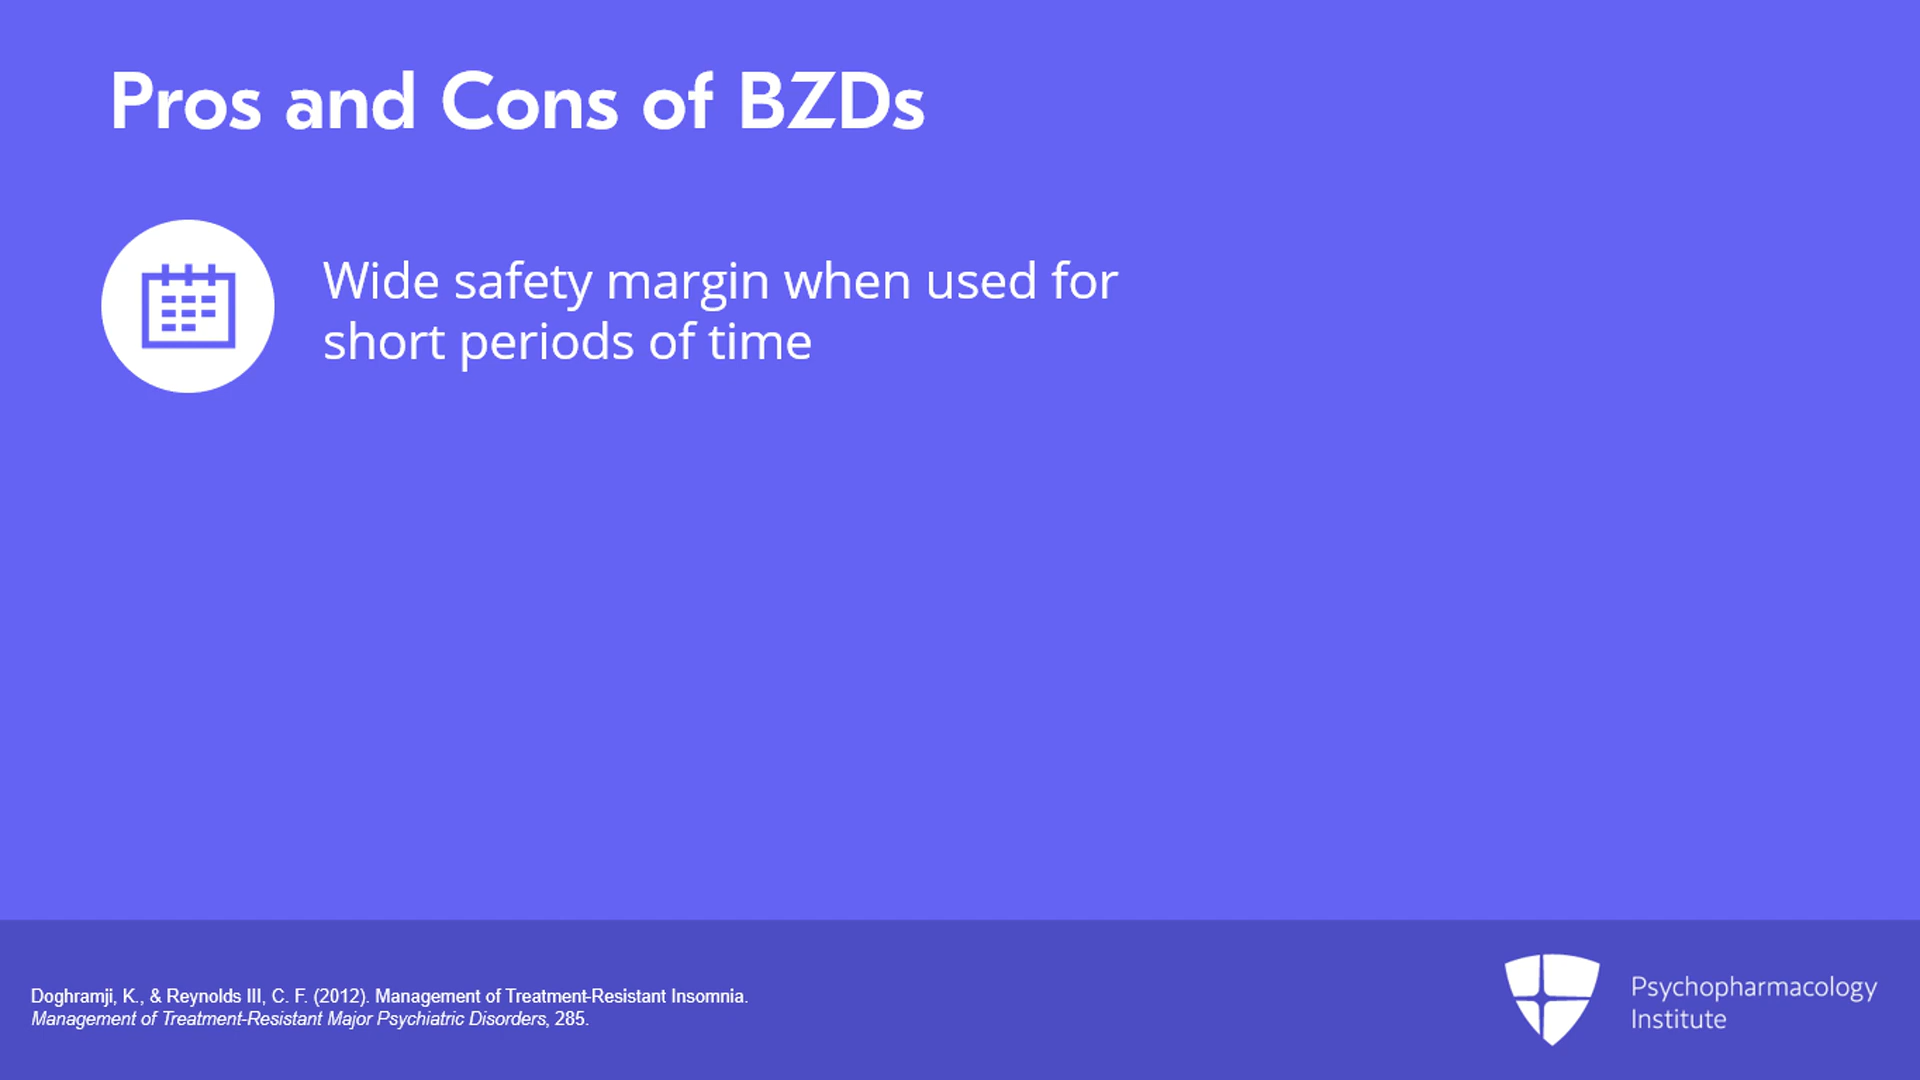 Pros and Cons of BZDs
Wide safety margin when used for
short periods of time
Doghramji, K., & Reynolds III, C. F. (2012). Management of Treatment-Resistant Insomnia.
Management of Treatment-Resistant Major Psychiatric Disorders, 285.
Psychopharmacology
Institute